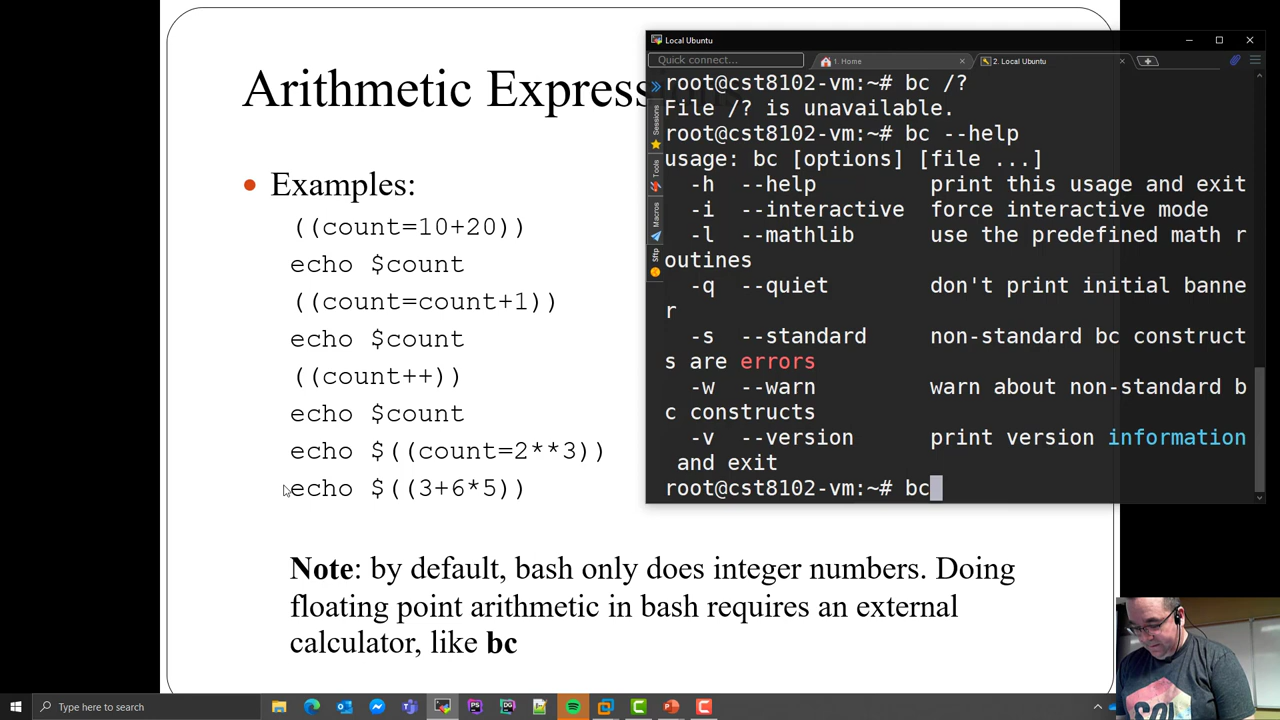 Arithmetic Express
• Examples:
((count=10+20))
echo $count
((count=count+1))
echo $count
((count++))
echo $count
echo $((count=2**3))
echo $((3+6*5))
Note: by default, bash only does integer numbers. Doing
floating point arithmetic in bash requires an external
calculator, like bc
Local Ubuntu
Quick connect...
1. Home
2. Local Ubuntu
Sessions
Tools
Macros
Sftp
root@cst8102-vm:~# bc /?
File /? is unavailable.
root@cst8102-vm:~# bc --help
usage: bc [options] [file ...]
-h --help print this usage and exit
-i --interactive force interactive mode
-l --mathlib use the predefined math r
outines
-q --quiet don't print initial banne
r
-s --standard non-standard bc construct
s are errors
-w --warn warn about non-standard b
c constructs
-v --version print version information
and exit
root@cst8102-vm:~# bc
Type here to search